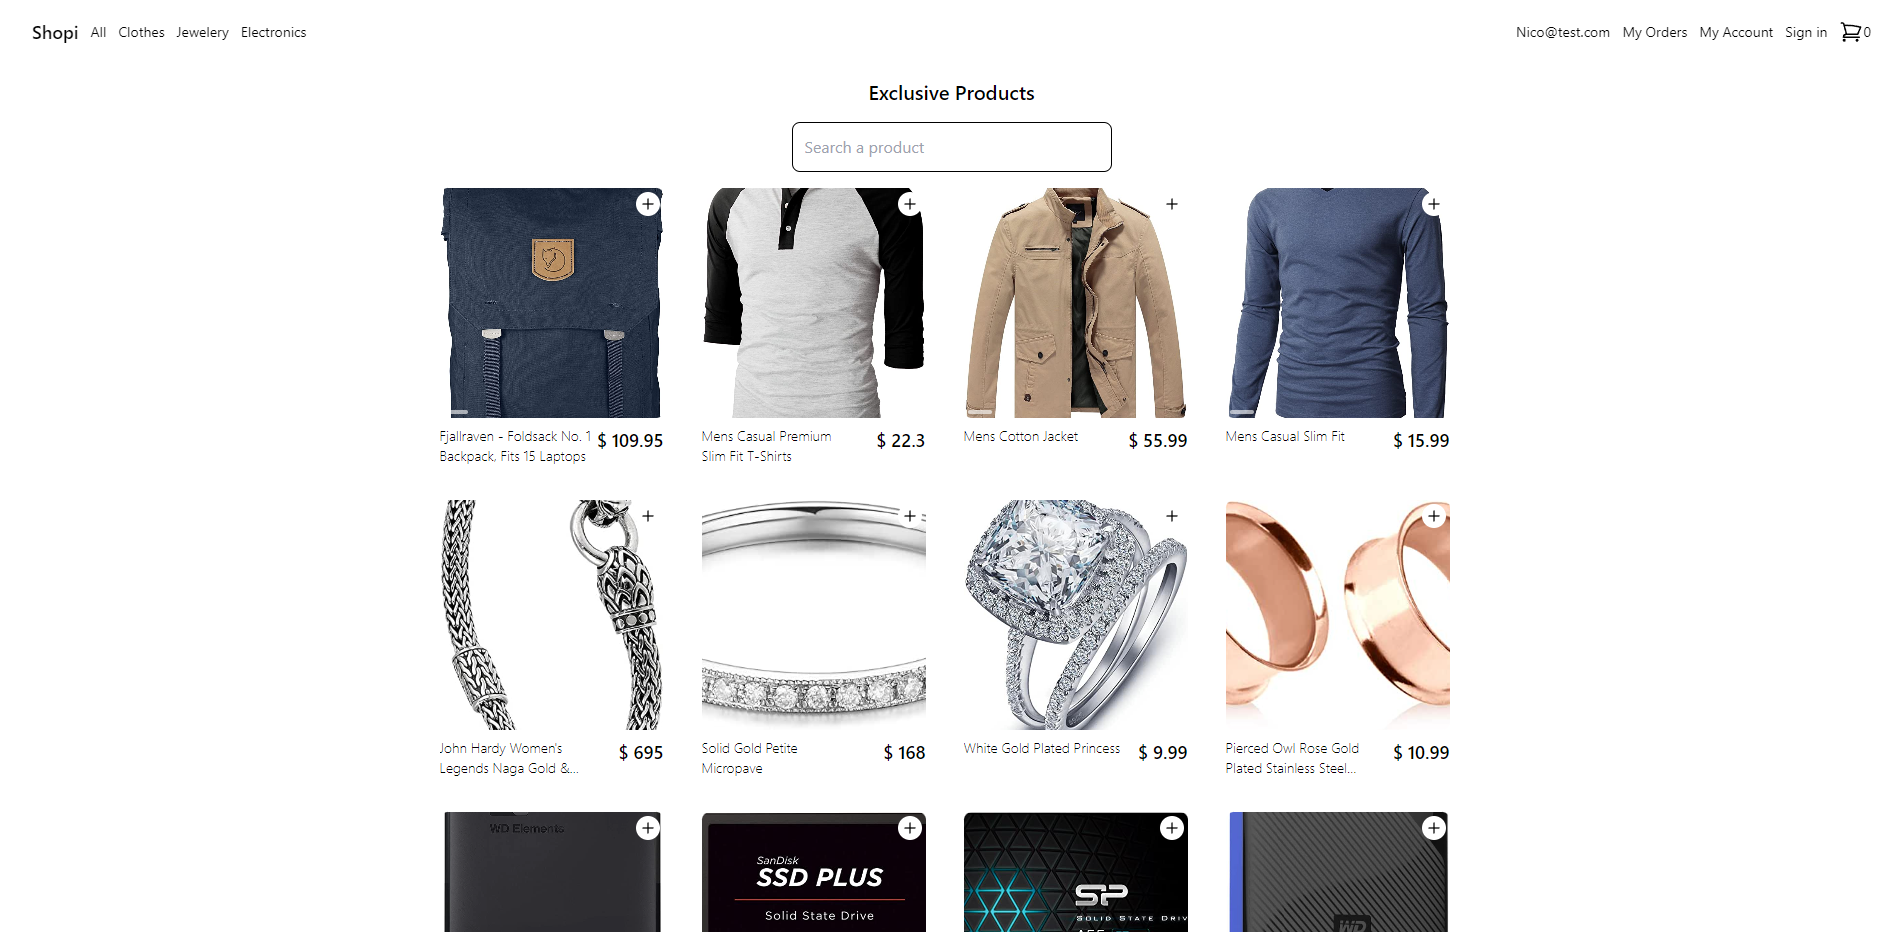 Shopi All Clothes Jewelery Electronics Nico@test.com My Orders My Account Sign in 0
Exclusive Products
Search a product
Fjallraven - Foldsack No. 1 $ 109.95
Backpack, Fits 15 Laptops
Mens Casual Premium $ 22.3
Slim Fit T-Shirts
Mens Cotton Jacket $ 55.99
Mens Casual Slim Fit $ 15.99
John Hardy Women's $ 695
Legends Naga Gold &...
Solid Gold Petite $ 168
Micropave
White Gold Plated Princess $ 9.99
Pierced Owl Rose Gold $ 10.99
Plated Stainless Steel...
WD Elements
SanDisk
SSD PLUS
Solid State Drive
SP
SOLID STATE DRIV
WD